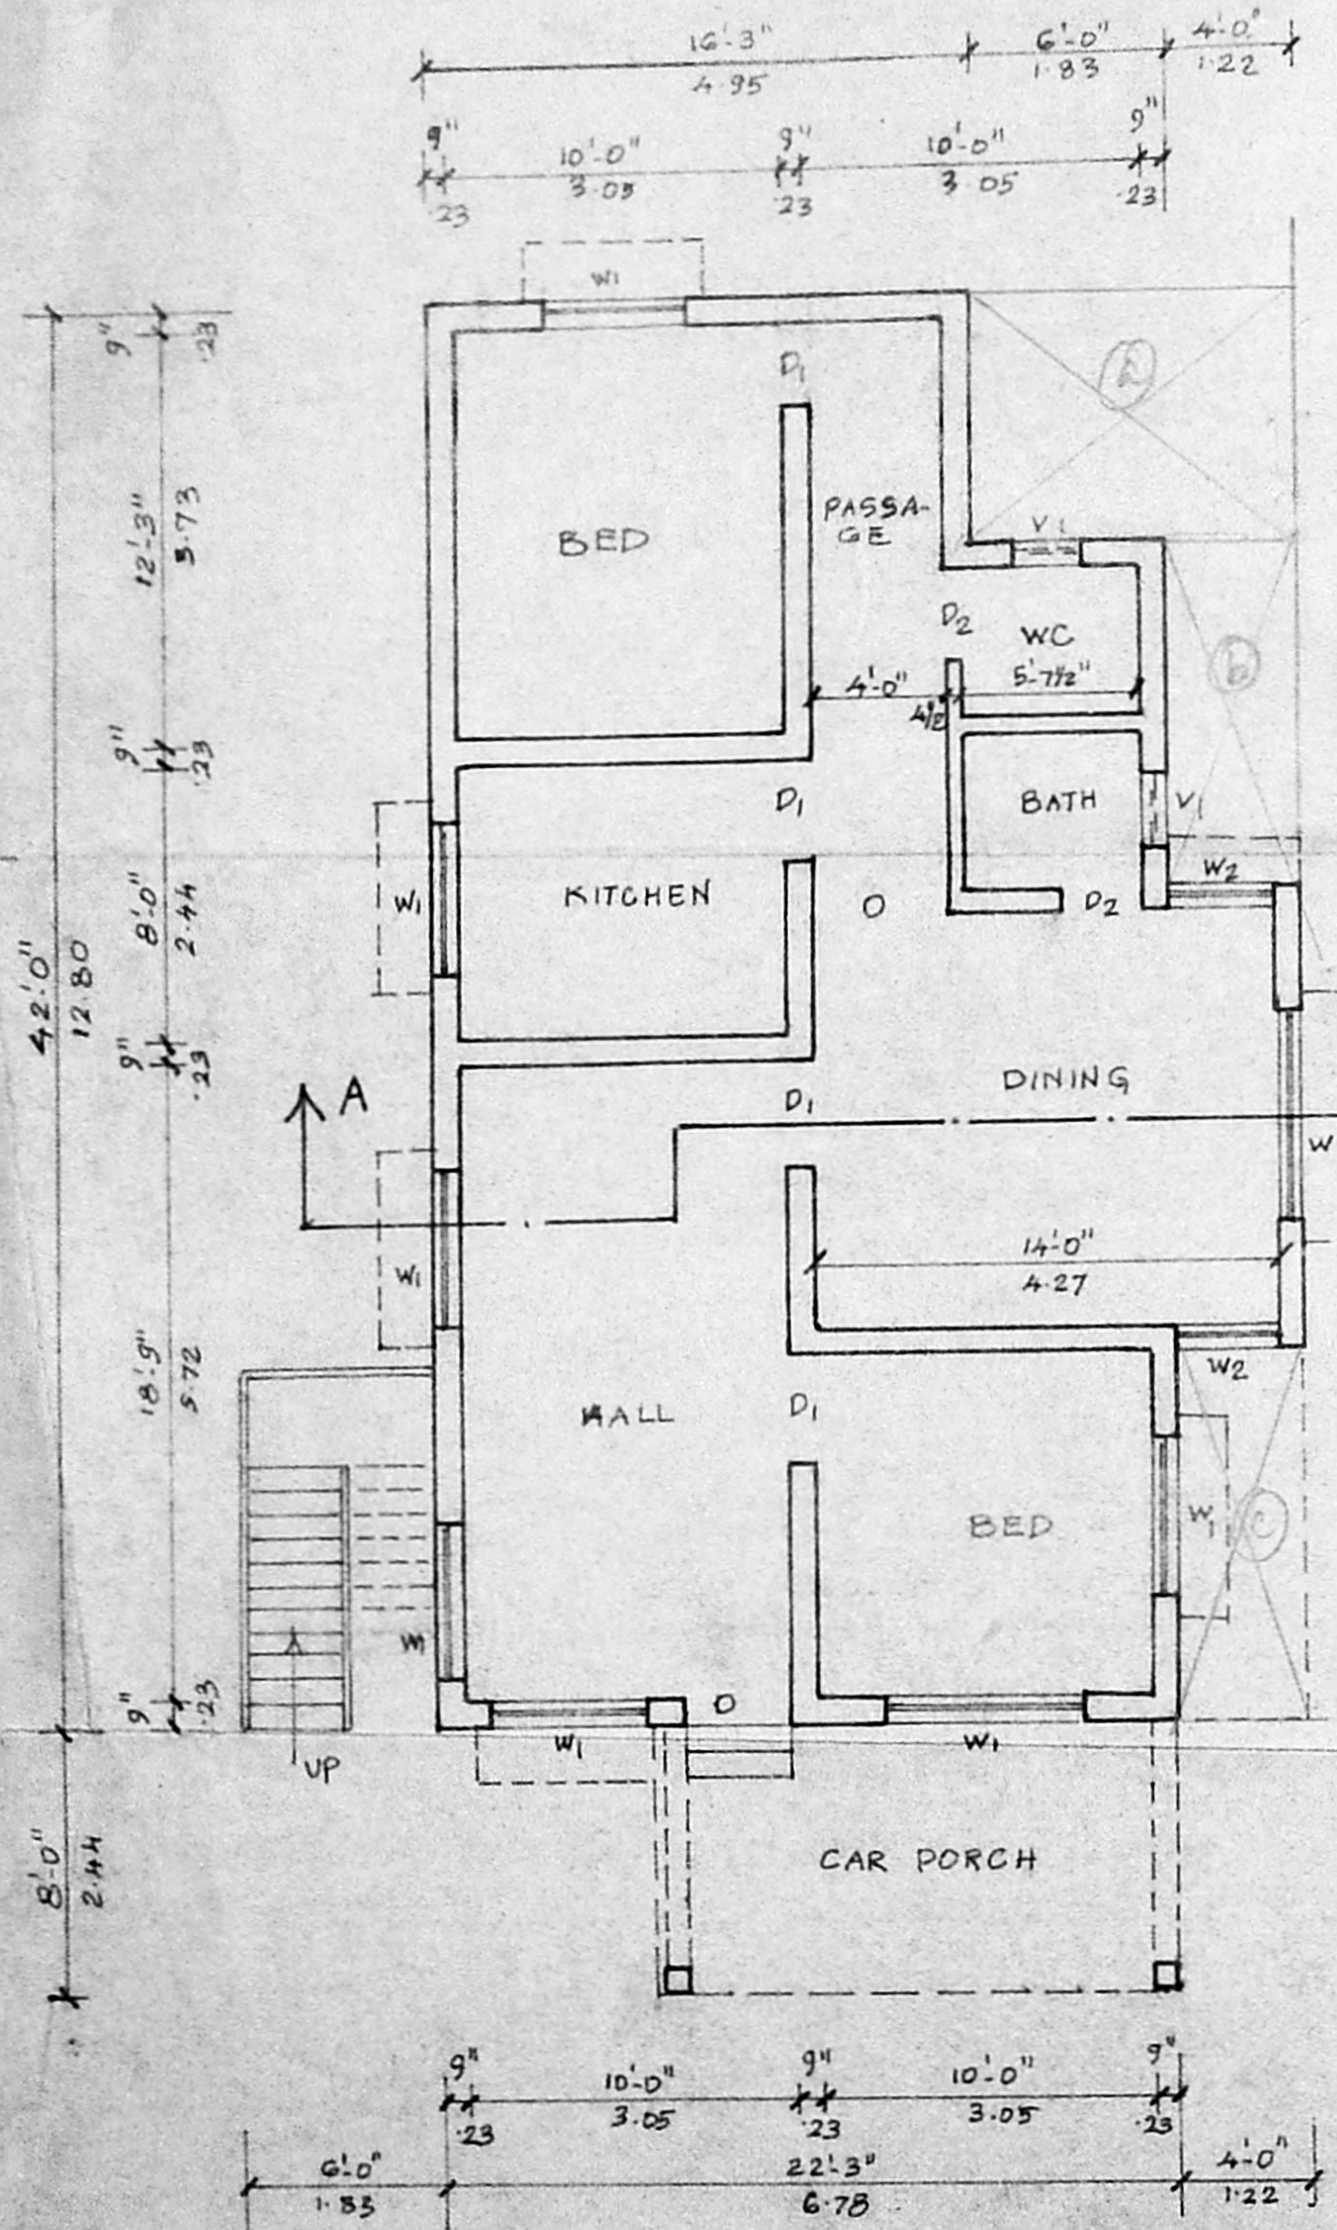 16'-3"
4.95
6'-0"
1.83
4'-0"
1.22
9"
.23
10'-0"
3.05
9"
.23
10'-0"
3.05
9"
.23
W1
D1
a
9"
.23
12'-3"
3.73
BED
PASSA-
GE
V1
D2
WC
b
4'-0"
4½"
5'-7½"
9"
.23
D1
BATH
V1
W1
KITCHEN
O
D2
W2
8'-0"
2.44
42'-0"
12.80
9"
.23
A
D1
DINING
W
W1
14'-0"
4.27
18'-9"
5.72
HALL
D1
W2
BED
W1
c
W1
9"
.23
O
W1
W1
UP
8'-0"
2.44
CAR PORCH
9"
.23
10'-0"
3.05
9"
.23
10'-0"
3.05
9"
.23
6'-0"
1.83
22'-3"
6.78
4'-0"
1.22